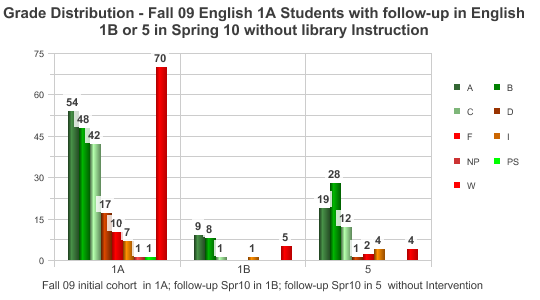 Grade Distribution - Fall 09 English 1A Students with follow-up in English
1B or 5 in Spring 10 without library Instruction
75
60
45
30
15
0
54
48
42
17
10
7
1
1
70
9
8
1
1
5
19
28
12
1
2
4
4
1A
1B
5
A
B
C
D
F
I
NP
PS
W
Fall 09 initial cohort in 1A; follow-up Spr10 in 1B; follow-up Spr10 in 5 without Intervention